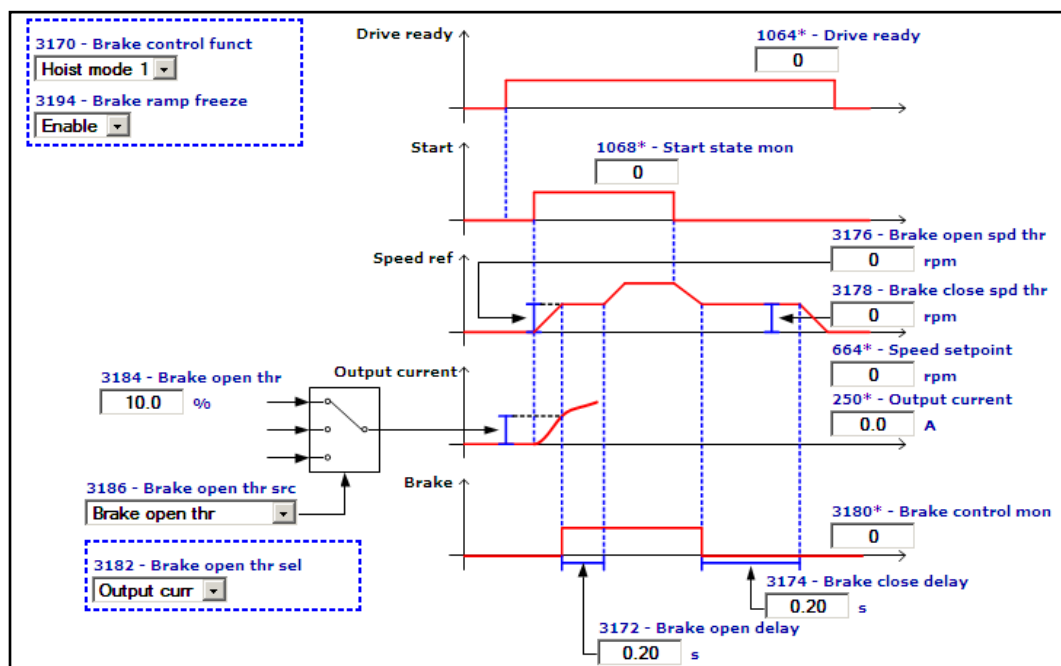 3170 - Brake control funct
Hoist mode 1
3194 - Brake ramp freeze
Enable
Drive ready
1064* - Drive ready
0
Start
1068* - Start state mon
0
Speed ref
3176 - Brake open spd thr
0 rpm
3178 - Brake close spd thr
0 rpm
664* - Speed setpoint
0 rpm
3184 - Brake open thr
10.0 %
Output current
250* - Output current
0.0 A
3186 - Brake open thr src
Brake open thr
Brake
3180* - Brake control mon
0
3182 - Brake open thr sel
Output curr
3174 - Brake close delay
0.20 s
3172 - Brake open delay
0.20 s